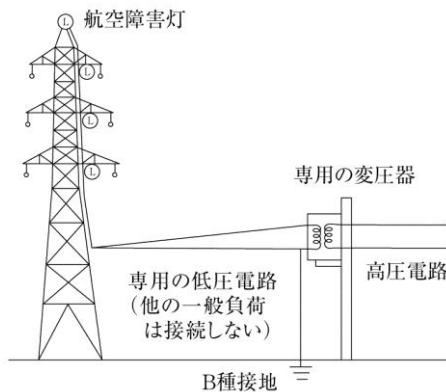 Ⓛ 航空障害灯
Ⓛ
Ⓛ
Ⓛ
専用の変圧器
高圧電路
専用の低圧電路
(他の一般負荷
は接続しない)
B種接地